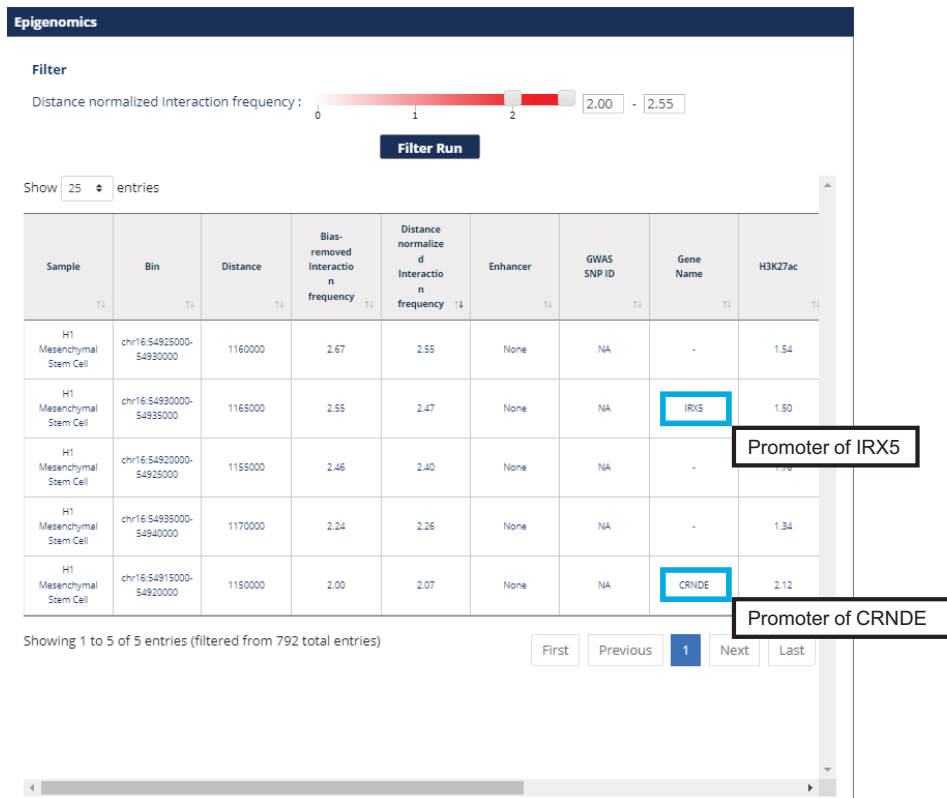 Epigenomics
Filter
Distance normalized Interaction frequency :
0
1
2
2.00 - 2.55
Filter Run
Show 25 entries
Sample
Bin
Distance
Bias-
removed
Interactio
n
frequency
Distance
normalize
d
Interactio
n
frequency
Enhancer
GWAS
SNP ID
Gene
Name
H3K27ac
H1
Mesenchymal
Stem Cell
chr16:54925000-
54930000
1160000
2.67
2.55
None
NA
-
1.54
H1
Mesenchymal
Stem Cell
chr16:54930000-
54935000
1165000
2.55
2.47
None
NA
IRX5
1.50
Promoter of IRX5
H1
Mesenchymal
Stem Cell
chr16:54920000-
54925000
1155000
2.46
2.40
None
NA
-
H1
Mesenchymal
Stem Cell
chr16:54935000-
54940000
1170000
2.24
2.26
None
NA
-
1.34
H1
Mesenchymal
Stem Cell
chr16:54915000-
54920000
1150000
2.00
2.07
None
NA
CRNDE
2.12
Promoter of CRNDE
Showing 1 to 5 of 5 entries (filtered from 792 total entries)
First
Previous
1
Next
Last